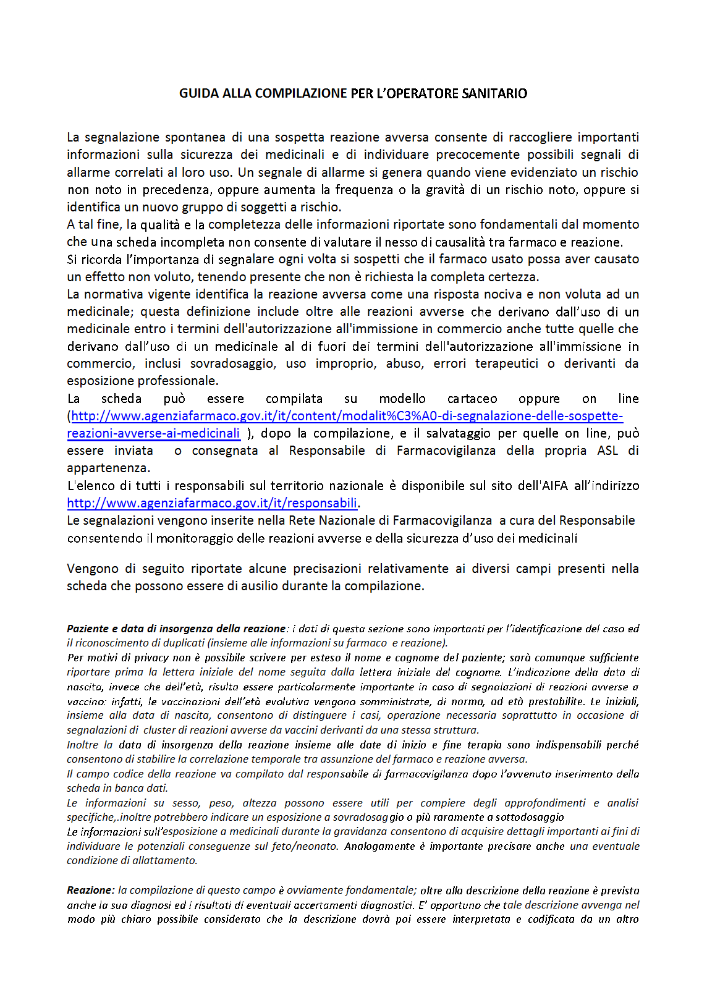 GUIDA ALLA COMPILAZIONE PER L’OPERATORE SANITARIO
La segnalazione spontanea di una sospetta reazione avversa consente di raccogliere importanti
informazioni sulla sicurezza dei medicinali e di individuare precocemente possibili segnali di
allarme correlati al loro uso. Un segnale di allarme si genera quando viene evidenziato un rischio
non noto in precedenza, oppure aumenta la frequenza o la gravità di un rischio noto, oppure si
identifica un nuovo gruppo di soggetti a rischio.
A tal fine, la qualità e la completezza delle informazioni riportate sono fondamentali dal momento
che una scheda incompleta non consente di valutare il nesso di causalità tra farmaco e reazione.
Si ricorda l’importanza di segnalare ogni volta si sospetti che il farmaco usato possa aver causato
un effetto non voluto, tenendo presente che non è richiesta la completa certezza.
La normativa vigente identifica la reazione avversa come una risposta nociva e non voluta ad un
medicinale; questa definizione include oltre alle reazioni avverse che derivano dall’uso di un
medicinale entro i termini dell'autorizzazione all'immissione in commercio anche tutte quelle che
derivano dall’uso di un medicinale al di fuori dei termini dell'autorizzazione all'immissione in
commercio, inclusi sovradosaggio, uso improprio, abuso, errori terapeutici o derivanti da
esposizione professionale.
La scheda può essere compilata su modello cartaceo oppure on line
(http://www.agenziafarmaco.gov.it/it/content/modalit%C3%A0-di-segnalazione-delle-sospette-
reazioni-avverse-ai-medicinali ), dopo la compilazione, e il salvataggio per quelle on line, può
essere inviata o consegnata al Responsabile di Farmacovigilanza della propria ASL di
appartenenza.
L'elenco di tutti i responsabili sul territorio nazionale è disponibile sul sito dell'AIFA all’indirizzo
http://www.agenziafarmaco.gov.it/it/responsabili.
Le segnalazioni vengono inserite nella Rete Nazionale di Farmacovigilanza a cura del Responsabile
consentendo il monitoraggio delle reazioni avverse e della sicurezza d’uso dei medicinali
Vengono di seguito riportate alcune precisazioni relativamente ai diversi campi presenti nella
scheda che possono essere di ausilio durante la compilazione.
Paziente e data di insorgenza della reazione: i dati di questa sezione sono importanti per l’identificazione del caso ed
il riconoscimento di duplicati (insieme alle informazioni su farmaco e reazione).
Per motivi di privacy non è possibile scrivere per esteso il nome e cognome del paziente; sarà comunque sufficiente
riportare prima la lettera iniziale del nome seguita dalla lettera iniziale del cognome. L’indicazione della data di
nascita, invece che dell’età, risulta essere particolarmente importante in caso di segnalazioni di reazioni avverse a
vaccino: infatti, le vaccinazioni dell’età evolutiva vengono somministrate, di norma, ad età prestabilite. Le iniziali,
insieme alla data di nascita, consentono di distinguere i casi, operazione necessaria soprattutto in occasione di
segnalazioni di cluster di reazioni avverse da vaccini derivanti da una stessa struttura.
Inoltre la data di insorgenza della reazione insieme alle date di inizio e fine terapia sono indispensabili perché
consentono di stabilire la correlazione temporale tra assunzione del farmaco e reazione avversa.
Il campo codice della reazione va compilato dal responsabile di farmacovigilanza dopo l’avvenuto inserimento della
scheda in banca dati.
Le informazioni su sesso, peso, altezza possono essere utili per compiere degli approfondimenti e analisi
specifiche,.inoltre potrebbero indicare un esposizione a sovradosaggio o più raramente a sottodosaggio
Le informazioni sull’esposizione a medicinali durante la gravidanza consentono di acquisire dettagli importanti ai fini di
individuare le potenziali conseguenze sul feto/neonato. Analogamente è importante precisare anche una eventuale
condizione di allattamento.
Reazione: la compilazione di questo campo è ovviamente fondamentale; oltre alla descrizione della reazione è prevista
anche la sua diagnosi ed i risultati di eventuali accertamenti diagnostici. E’ opportuno che tale descrizione avvenga nel
modo più chiaro possibile considerato che la descrizione dovrà poi essere interpretata e codificata da un altro